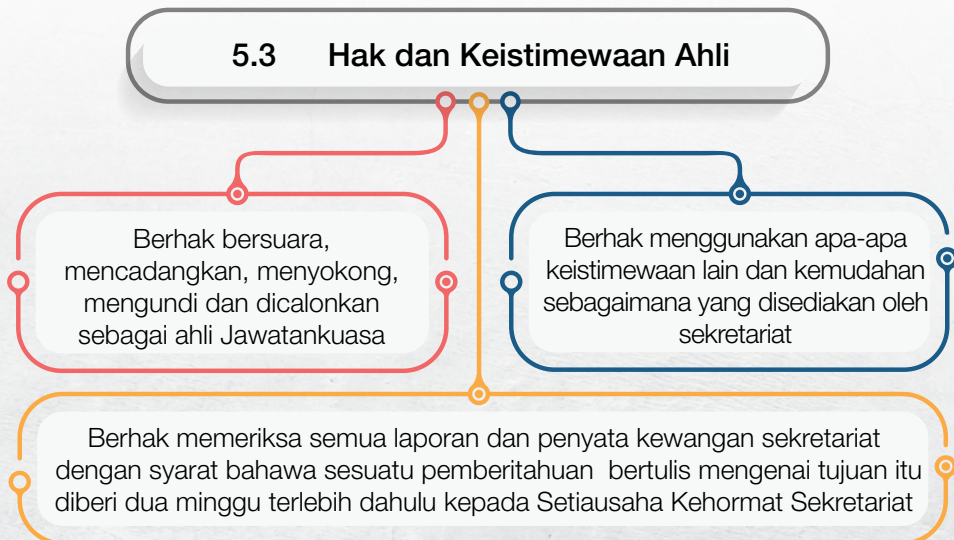 5.3 Hak dan Keistimewaan Ahli
Berhak bersuara,
mencadangkan, menyokong,
mengundi dan dicalonkan
sebagai ahli Jawatankuasa
Berhak menggunakan apa-apa
keistimewaan lain dan kemudahan
sebagaimana yang disediakan oleh
sekretariat
Berhak memeriksa semua laporan dan penyata kewangan sekretariat
dengan syarat bahawa sesuatu pemberitahuan bertulis mengenai tujuan itu
diberi dua minggu terlebih dahulu kepada Setiausaha Kehormat Sekretariat